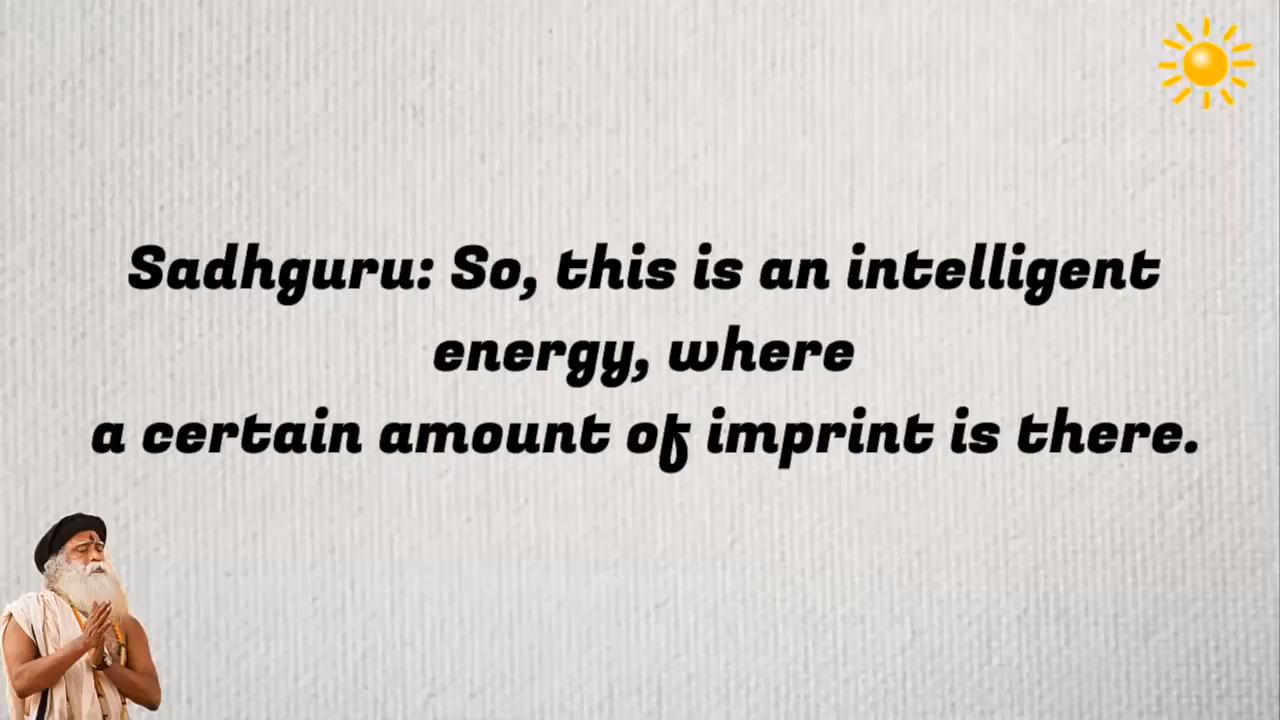 Sadhguru: So, this is an intelligent
energy, where
a certain amount of imprint is there.